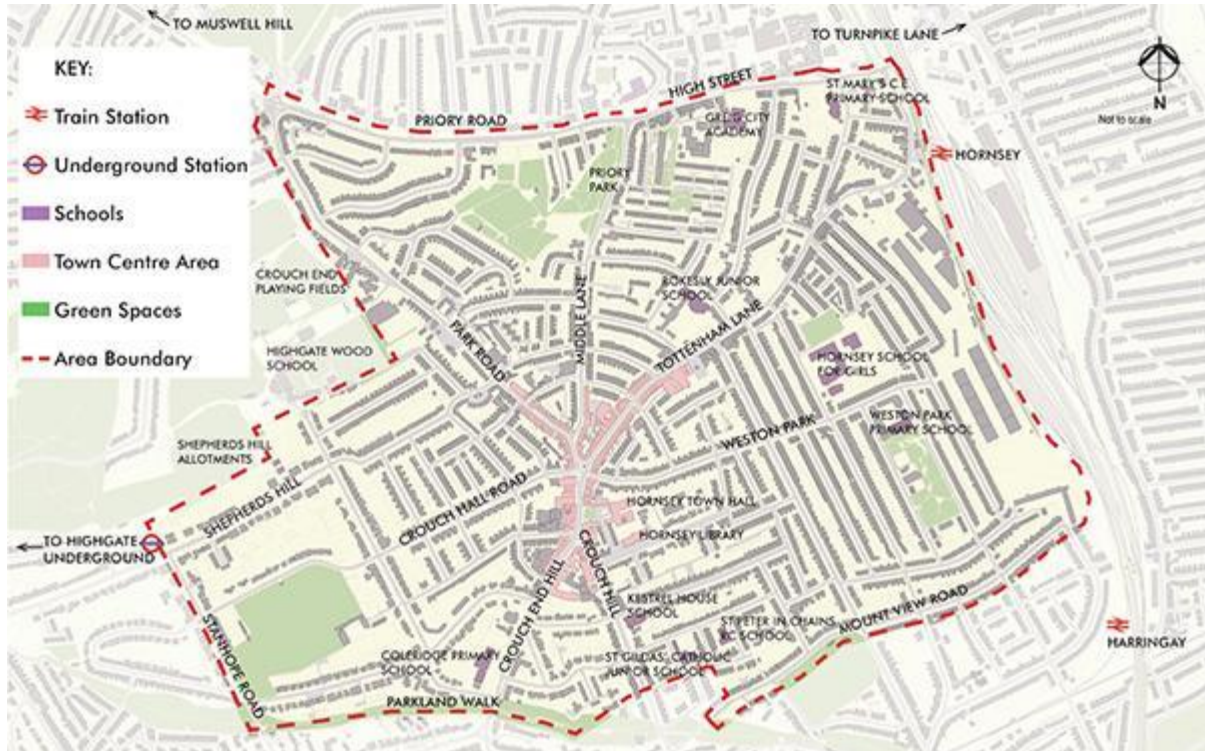 TO MUSWELL HILL
TO TURNPIKE LANE
KEY:
Train Station
Underground Station
Schools
Town Centre Area
Green Spaces
Area Boundary
N
Not to scale
HIGH STREET
PRIORY ROAD
ST MARY'S C.E.
PRIMARY SCHOOL
GREIG CITY
ACADEMY
HORNSEY
PRIORY
PARK
CROUCH END
PLAYING FIELDS
ROKESLY JUNIOR
SCHOOL
MIDDLE LANE
PARK ROAD
TOTTENHAM LANE
HIGHGATE WOOD
SCHOOL
HORNSEY SCHOOL
FOR GIRLS
WESTON PARK
WESTON PARK
PRIMARY SCHOOL
SHEPHERDS HILL
ALLOTMENTS
SHEPHERDS HILL
CROUCH HALL ROAD
HORNSEY TOWN HALL
HORNSEY LIBRARY
TO HIGHGATE
UNDERGROUND
CROUCH END HILL
CROUCH HILL
KESTREL HOUSE
SCHOOL
ST PETER IN CHAINS
RC SCHOOL
MOUNT VIEW ROAD
HARRINGAY
STANHOPE ROAD
COLERIDGE PRIMARY
SCHOOL
ST GILDAS' CATHOLIC
JUNIOR SCHOOL
PARKLAND WALK